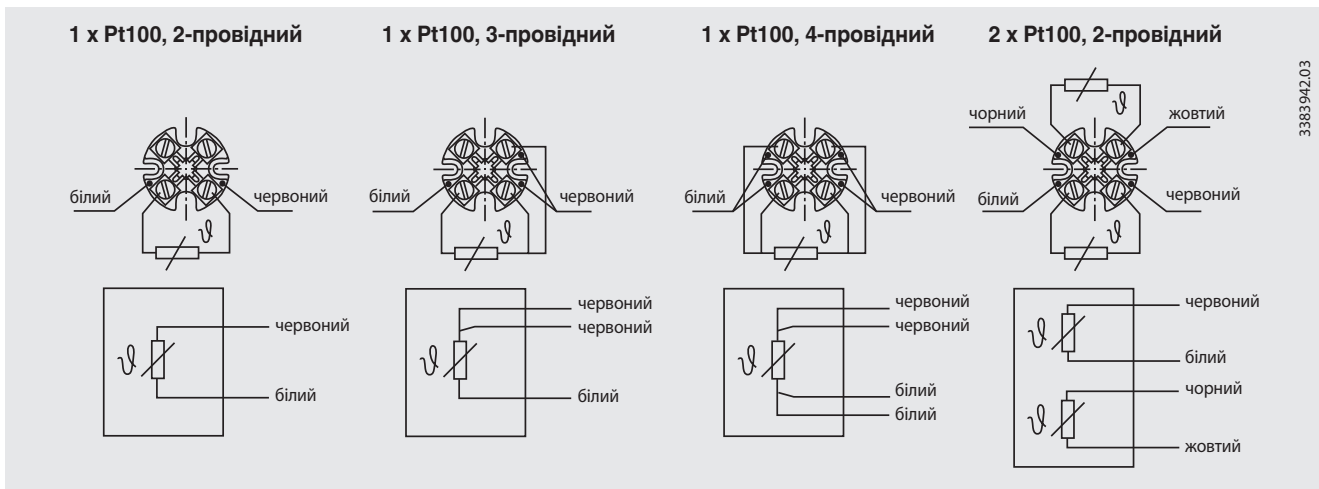 1 x Pt100, 2-провідний
білий
червоний
ϑ
ϑ
червоний
білий
1 x Pt100, 3-провідний
білий
червоний
ϑ
ϑ
червоний
червоний
білий
1 x Pt100, 4-провідний
білий
червоний
ϑ
ϑ
червоний
червоний
білий
білий
2 x Pt100, 2-провідний
ϑ
чорний
жовтий
білий
червоний
ϑ
ϑ
червоний
білий
ϑ
чорний
жовтий
3383942.03